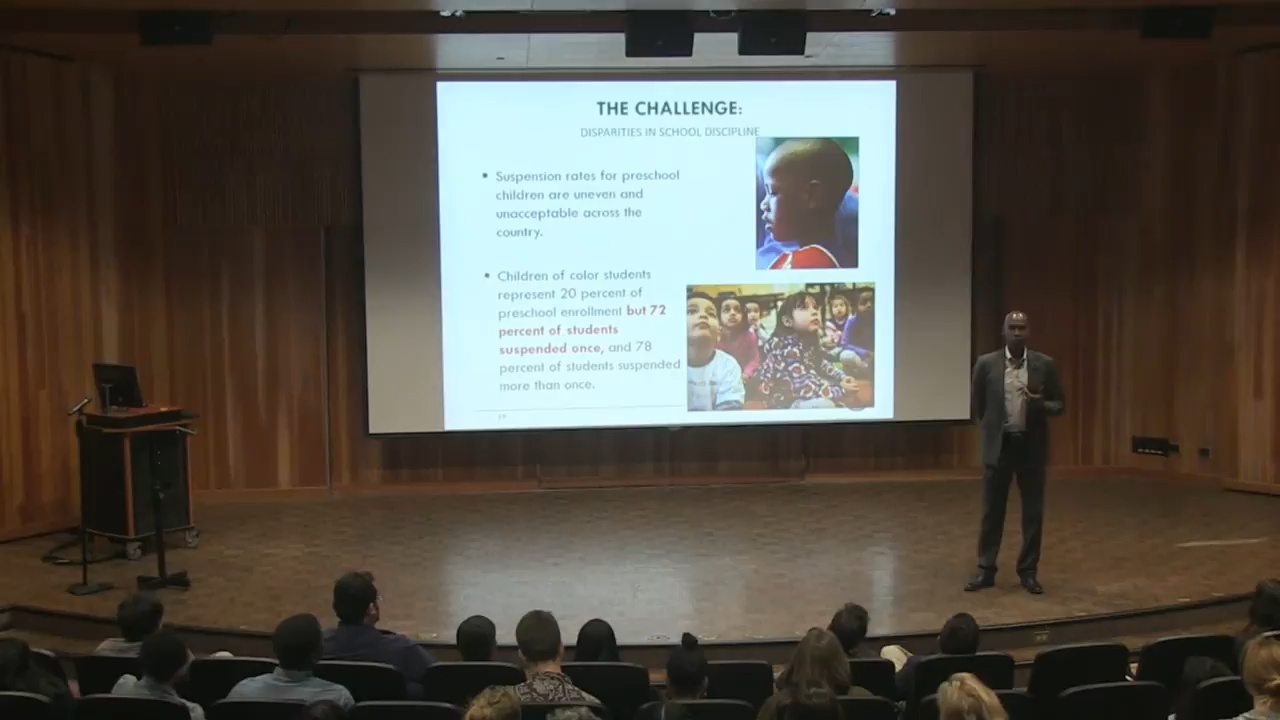 THE CHALLENGE:
DISPARITIES IN SCHOOL DISCIPLINE
• Suspension rates for preschool
children are uneven and
unacceptable across the
country.
• Children of color students
represent 20 percent of
preschool enrollment but 72
percent of students
suspended once, and 78
percent of students suspended
more than once.